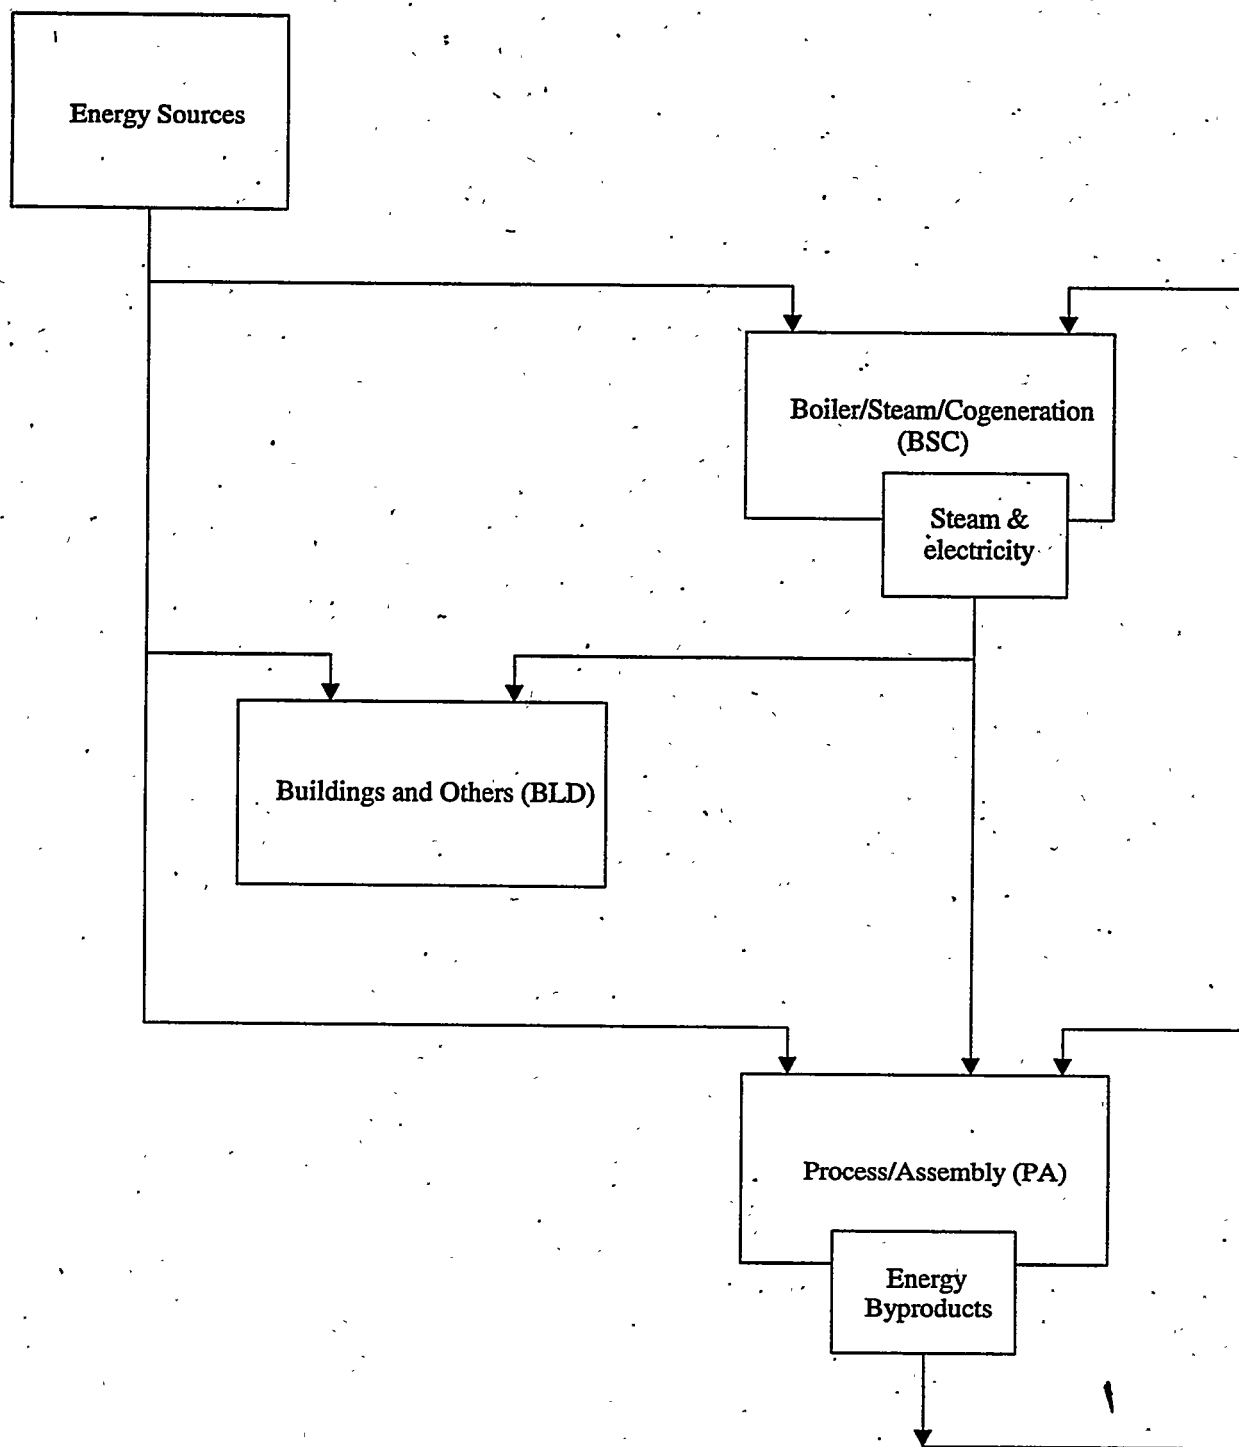 Energy Sources
Boiler/Steam/Cogeneration
(BSC)
Steam &
electricity
Buildings and Others (BLD)
Process/Assembly (PA)
Energy
Byproducts